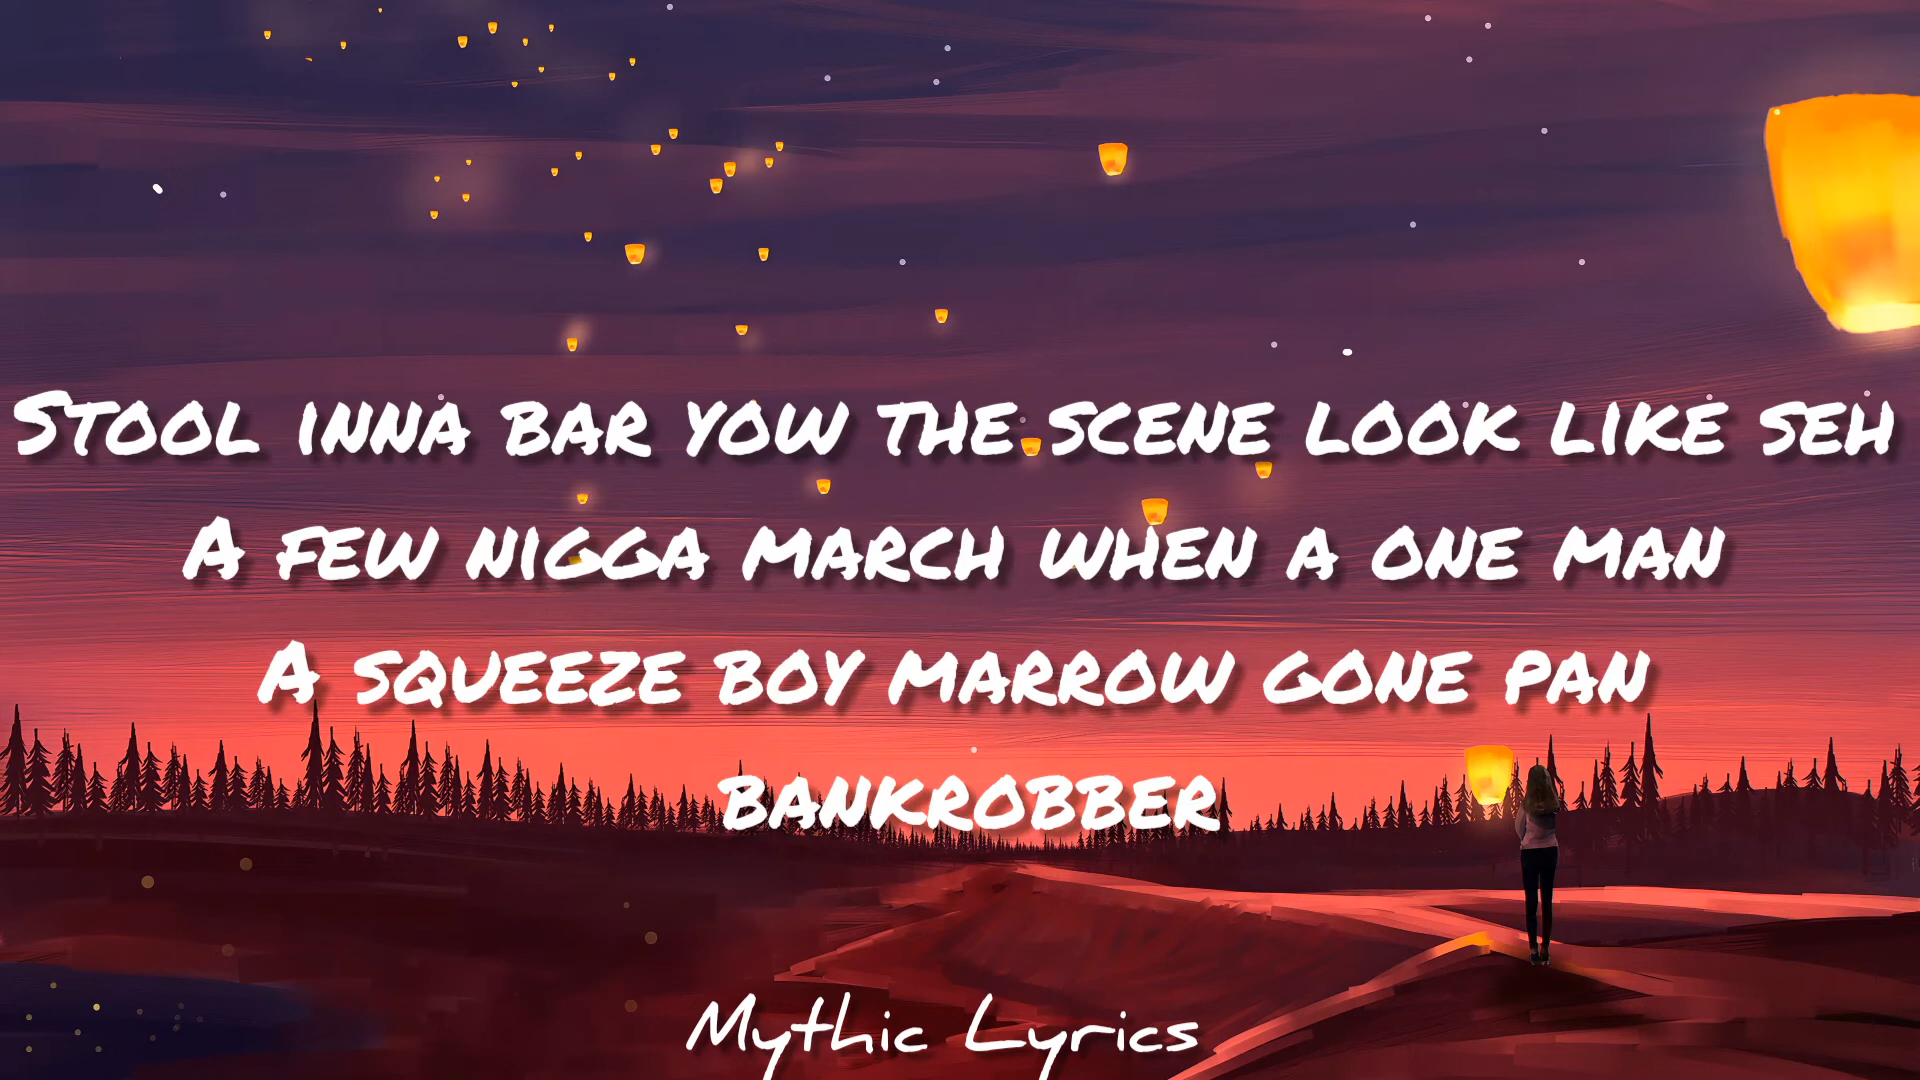 Stool inna bar yow the scene look like seh
A few nigga march when a one man
A squeeze boy marrow gone pan
bankrobber
Mythic Lyrics